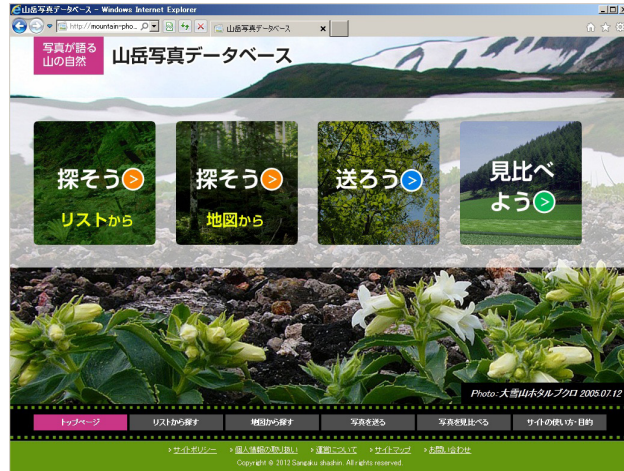 山岳写真データベース - Windows Internet Explorer
http://mountain-pho...
山岳写真データベース
写真が語る
山の自然
山岳写真データベース
探そう
リストから
探そう
地図から
送ろう
見比べ
よう
Photo:大雪山ホタルブクロ 2005.07.12
トップページ
リストから探す
地図から探す
写真を送る
写真を見比べる
サイトの使い方・目的
サイトポリシー
個人情報の取り扱い
運営について
サイトマップ
お問い合わせ
Copyright © 2012 Sangaku shashin. All rights reserved.